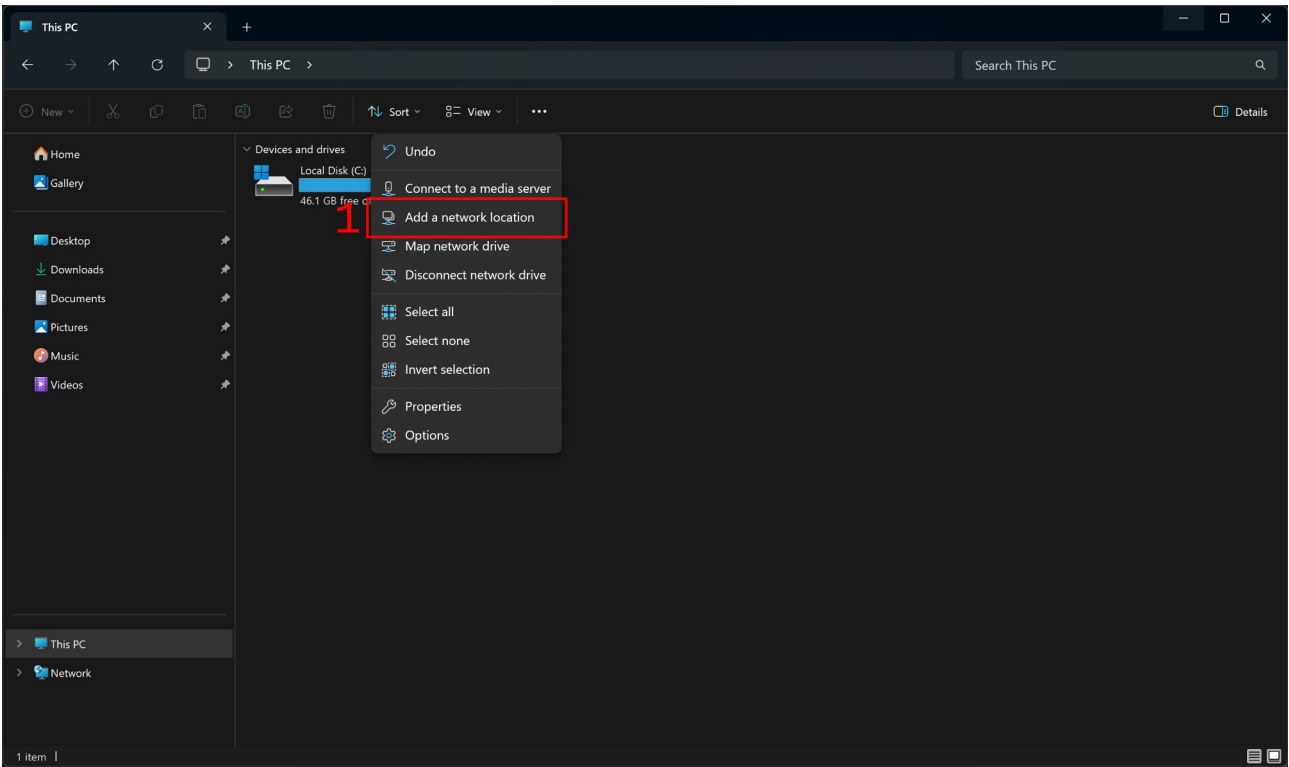 This PC
This PC
Search This PC
New
Sort
View
Details
Home
Gallery
Desktop
Downloads
Documents
Pictures
Music
Videos
This PC
Network
Devices and drives
Local Disk (C:)
46.1 GB free
1
Undo
Connect to a media server
Add a network location
Map network drive
Disconnect network drive
Select all
Select none
Invert selection
Properties
Options
1 item